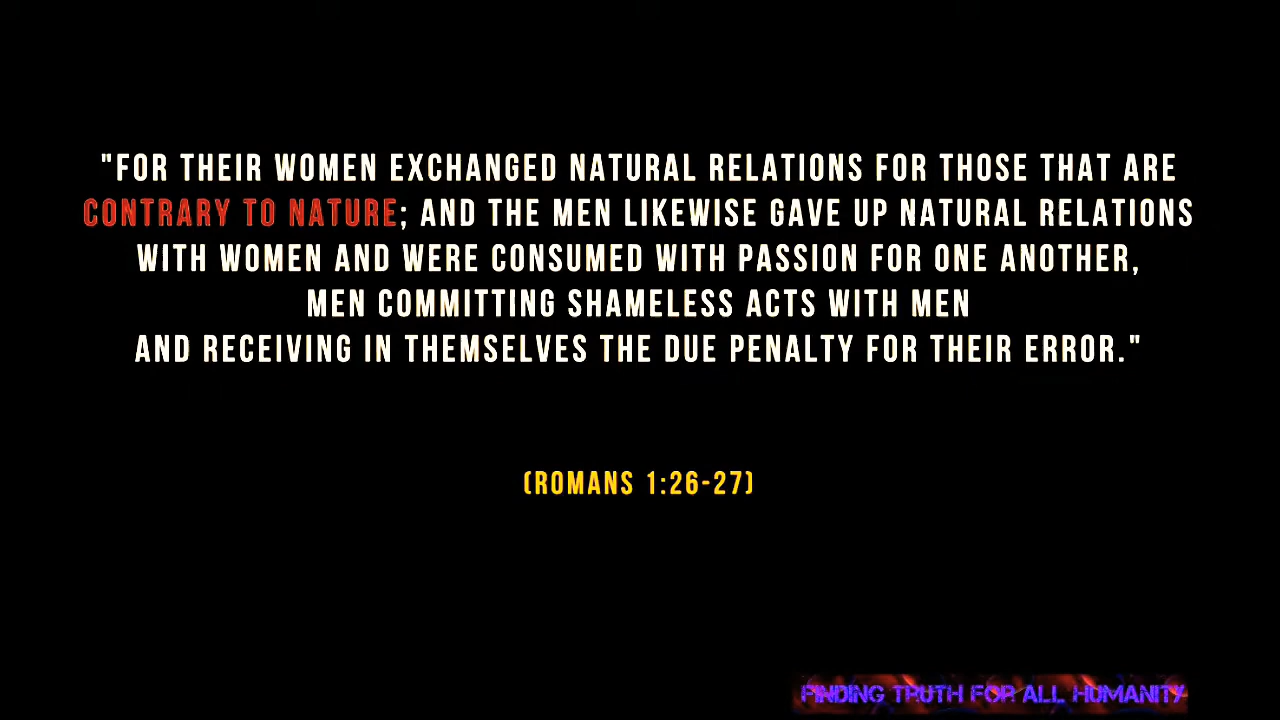 "FOR THEIR WOMEN EXCHANGED NATURAL RELATIONS FOR THOSE THAT ARE
CONTRARY TO NATURE; AND THE MEN LIKEWISE GAVE UP NATURAL RELATIONS
WITH WOMEN AND WERE CONSUMED WITH PASSION FOR ONE ANOTHER,
MEN COMMITTING SHAMELESS ACTS WITH MEN
AND RECEIVING IN THEMSELVES THE DUE PENALTY FOR THEIR ERROR."
(ROMANS 1:26-27)
FINDING TRUTH FOR ALL HUMANITY